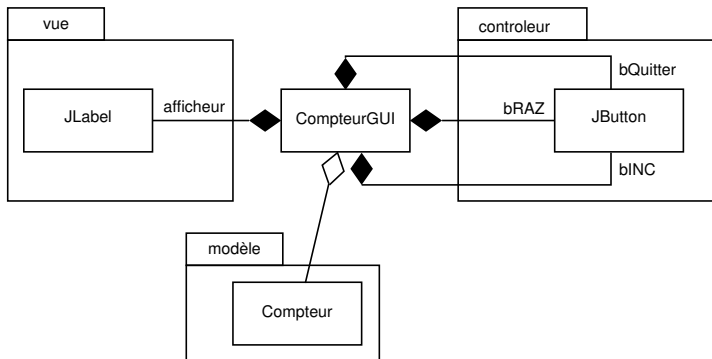 vue
controleur
bQuitter
JLabel
afficheur
CompteurGUI
bRAZ
JButton
bINC
modèle
Compteur